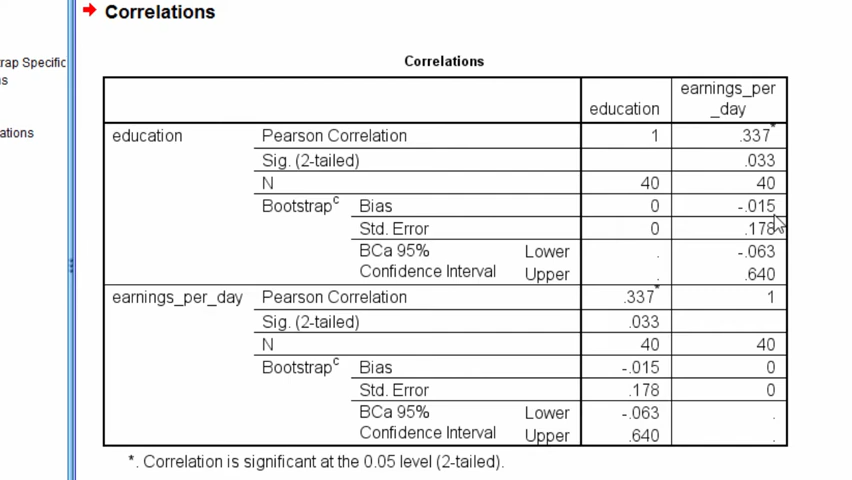 Correlations
rap Specific
ns
ations
Correlations
education earnings_per
_day
education Pearson Correlation 1 .337*
Sig. (2-tailed) .033
N 40 40
Bootstrapc Bias 0 -.015
Std. Error 0 .178
BCa 95% Lower . -.063
Confidence Interval Upper . .640
earnings_per_day Pearson Correlation .337* 1
Sig. (2-tailed) .033
N 40 40
Bootstrapc Bias -.015 0
Std. Error .178 0
BCa 95% Lower -.063 .
Confidence Interval Upper .640 .
*. Correlation is significant at the 0.05 level (2-tailed).